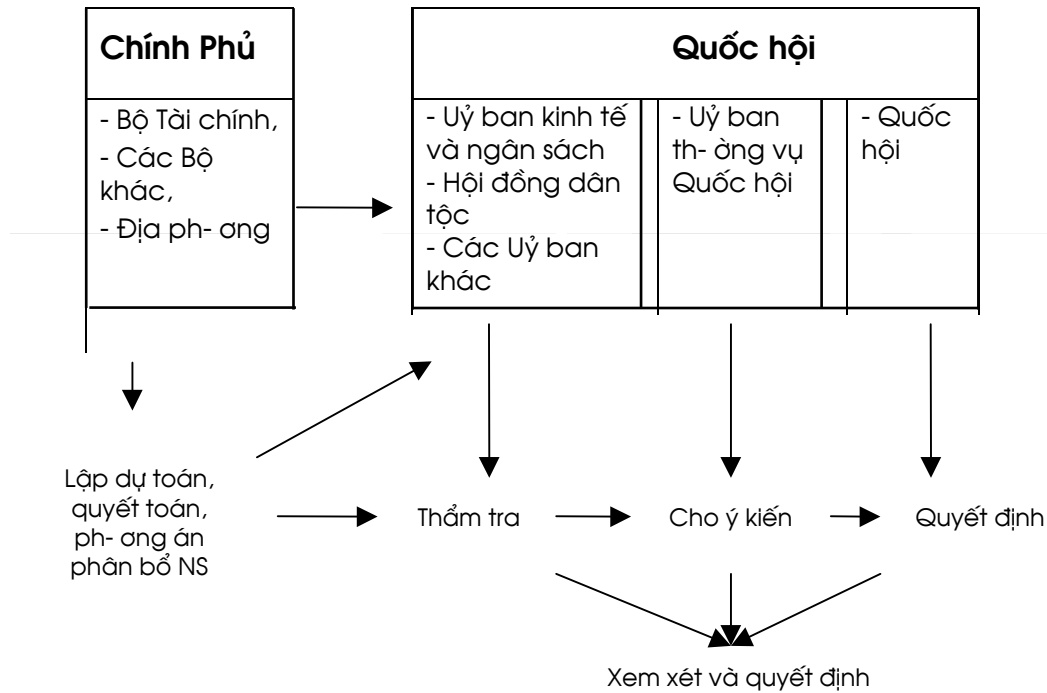 Chính Phủ
Quốc hội
- Bộ Tài chính,
- Các Bộ
khác,
- Địa ph- ơng
- Uỷ ban kinh tế
và ngân sách
- Hội đồng dân
tộc
- Các Uỷ ban
khác
- Uỷ ban
th- ờng vụ
Quốc hội
- Quốc
hội
Lập dự toán,
quyết toán,
ph- ơng án
phân bổ NS
Thẩm tra
Cho ý kiến
Quyết định
Xem xét và quyết định